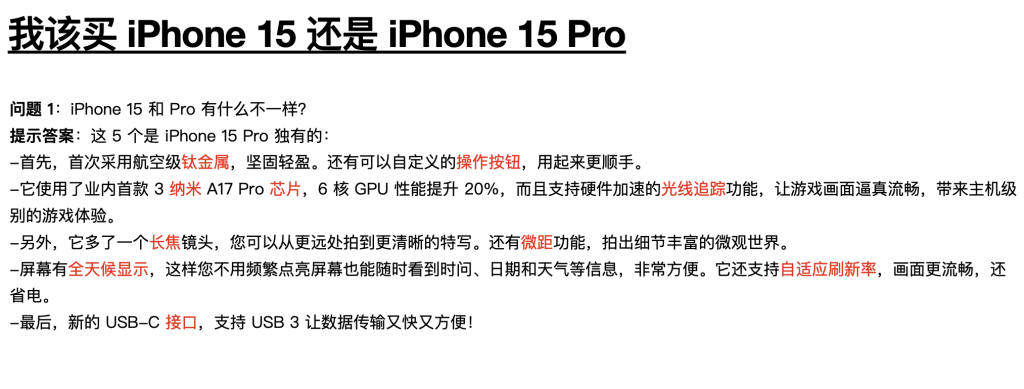 我该买 iPhone 15 还是 iPhone 15 Pro
问题 1：iPhone 15 和 Pro 有什么不一样？
提示答案：这 5 个是 iPhone 15 Pro 独有的：
-首先，首次采用航空级钛金属，坚固轻盈。还有可以自定义的操作按钮，用起来更顺手。
-它使用了业内首款 3 纳米 A17 Pro 芯片，6 核 GPU 性能提升 20%，而且支持硬件加速的光线追踪功能，让游戏画面逼真流畅，带来主机级
别的游戏体验。
-另外，它多了一个长焦镜头，您可以从更远处拍到更清晰的特写。还有微距功能，拍出细节丰富的微观世界。
-屏幕有全天候显示，这样您不用频繁点亮屏幕也能随时看到时间、日期和天气等信息，非常方便。它还支持自适应刷新率，画面更流畅，还
省电。
-最后，新的 USB-C 接口，支持 USB 3 让数据传输又快又方便！